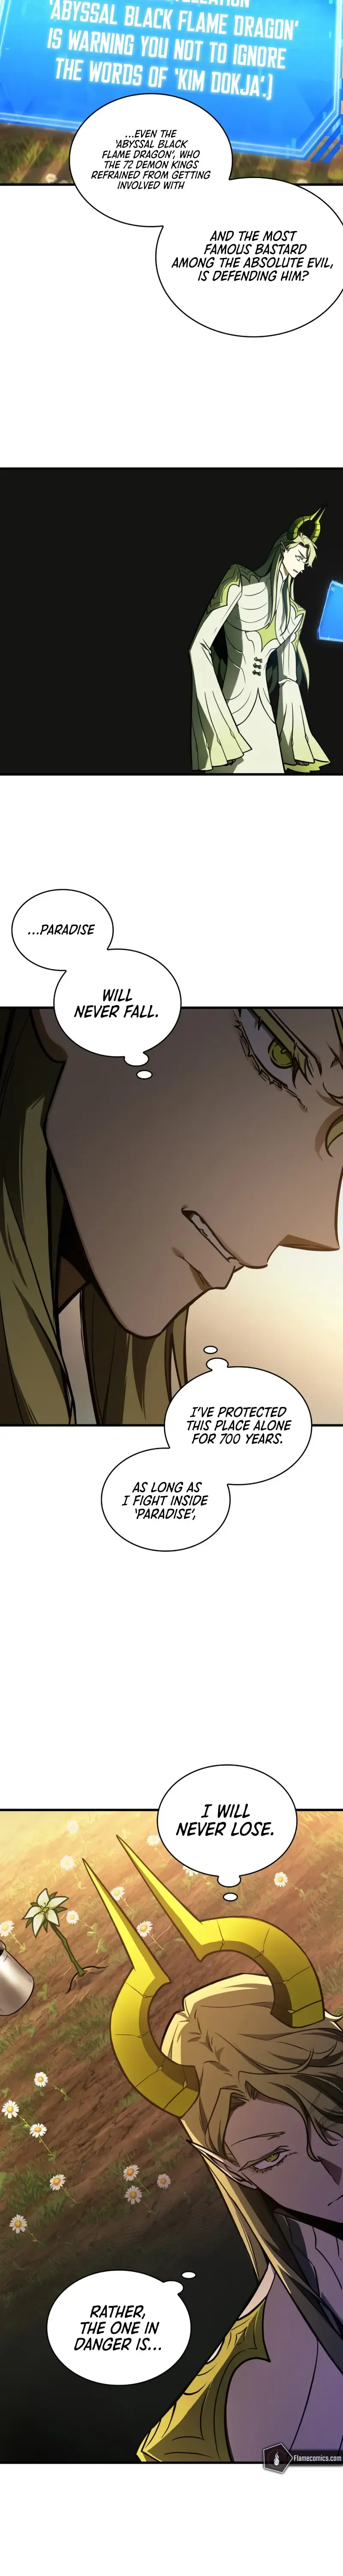 'ABYSSAL BLACK FLAME DRAGON'
IS WARNING YOU NOT TO IGNORE
THE WORDS OF 'KIM DOKJA'.]
...EVEN THE
'ABYSSAL BLACK
FLAME DRAGON', WHO
THE 72 DEMON KINGS
REFRAINED FROM GETTING
INVOLVED WITH
AND THE MOST
FAMOUS BASTARD
AMONG THE ABSOLUTE EVIL,
IS DEFENDING HIM?
...PARADISE
WILL
NEVER FALL.
I'VE PROTECTED
THIS PLACE ALONE
FOR 700 YEARS.
AS LONG AS
I FIGHT INSIDE
'PARADISE',
I WILL
NEVER LOSE.
RATHER,
THE ONE IN
DANGER IS...
Flamecomics.com